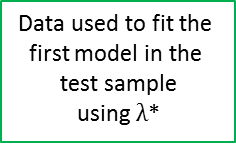 Data used to fit the
first model in the
test sample
using λ*